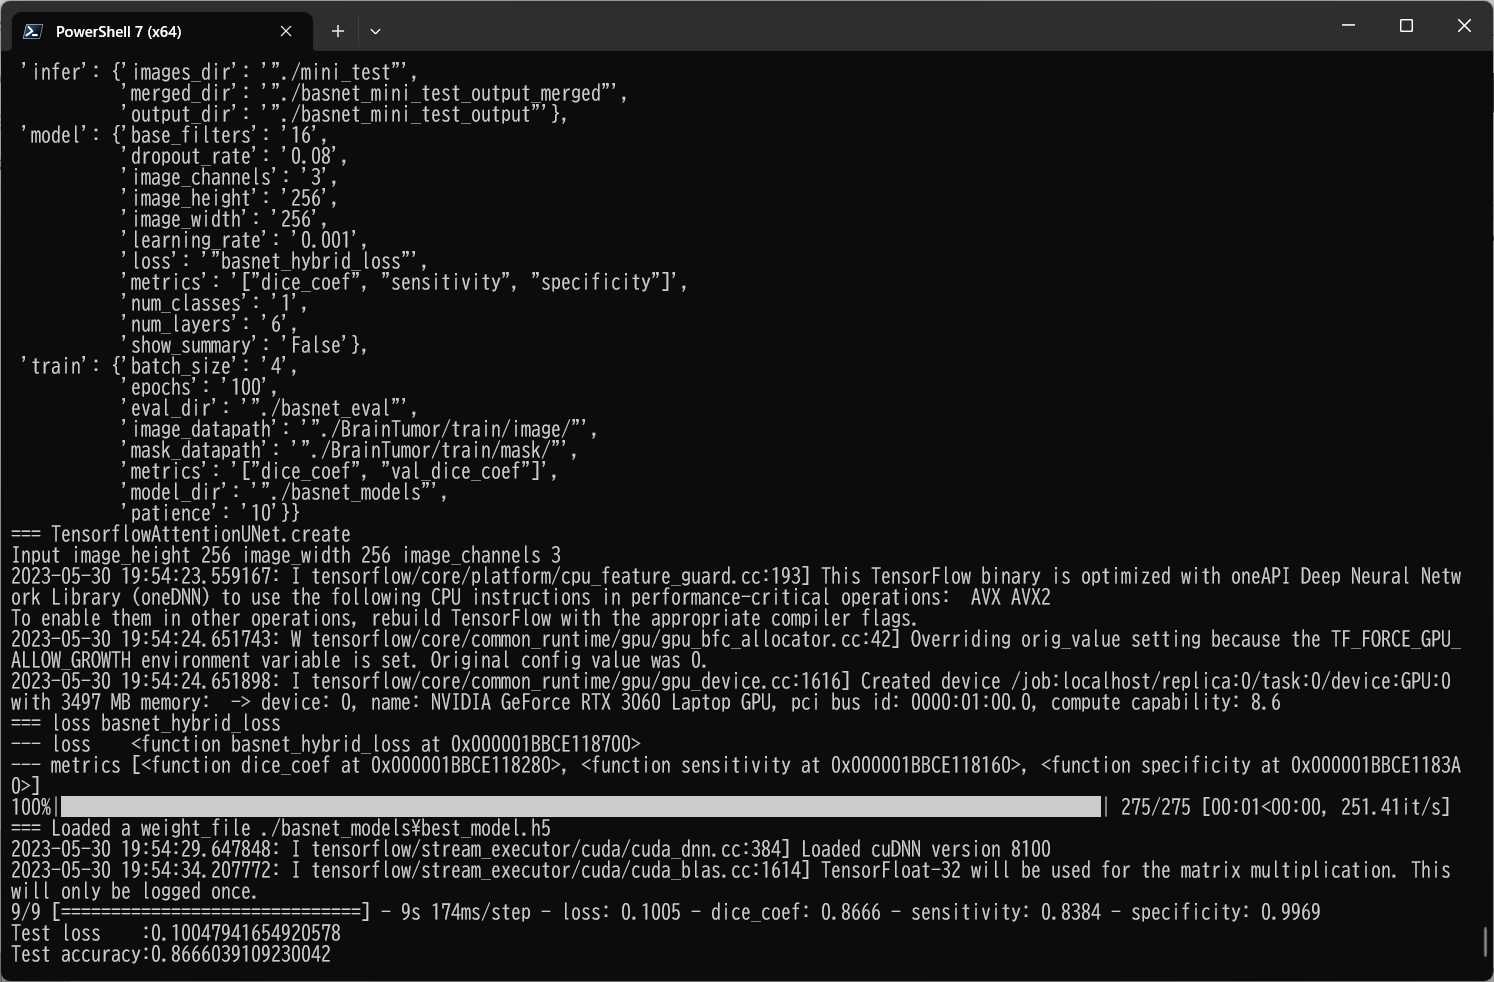 PowerShell 7 (x64)
 'infer': {'images_dir': '"./mini_test"',
           'merged_dir': '"./basnet_mini_test_output_merged"',
           'output_dir': '"./basnet_mini_test_output"'},
 'model': {'base_filters': '16',
           'dropout_rate': '0.08',
           'image_channels': '3',
           'image_height': '256',
           'image_width': '256',
           'learning_rate': '0.001',
           'loss': '"basnet_hybrid_loss"',
           'metrics': '["dice_coef", "sensitivity", "specificity"]',
           'num_classes': '1',
           'num_layers': '6',
           'show_summary': 'False'},
 'train': {'batch_size': '4',
           'epochs': '100',
           'eval_dir': '"./basnet_eval"',
           'image_datapath': '"./BrainTumor/train/image/"',
           'mask_datapath': '"./BrainTumor/train/mask/"',
           'metrics': '["dice_coef", "val_dice_coef"]',
           'model_dir': '"./basnet_models"',
           'patience': '10'}}
=== TensorflowAttentionUNet.create
Input image_height 256 image_width 256 image_channels 3
2023-05-30 19:54:23.559167: I tensorflow/core/platform/cpu_feature_guard.cc:193] This TensorFlow binary is optimized with oneAPI Deep Neural Netw
ork Library (oneDNN) to use the following CPU instructions in performance-critical operations:  AVX AVX2
To enable them in other operations, rebuild TensorFlow with the appropriate compiler flags.
2023-05-30 19:54:24.651743: W tensorflow/core/common_runtime/gpu/gpu_bfc_allocator.cc:42] Overriding orig_value setting because the TF_FORCE_GPU_
ALLOW_GROWTH environment variable is set. Original config value was 0.
2023-05-30 19:54:24.651898: I tensorflow/core/common_runtime/gpu/gpu_device.cc:1616] Created device /job:localhost/replica:0/task:0/device:GPU:0
with 3497 MB memory:  -> device: 0, name: NVIDIA GeForce RTX 3060 Laptop GPU, pci bus id: 0000:01:00.0, compute capability: 8.6
=== loss basnet_hybrid_loss
--- loss    <function basnet_hybrid_loss at 0x000001BBCE118700>
--- metrics [<function dice_coef at 0x000001BBCE118280>, <function sensitivity at 0x000001BBCE118160>, <function specificity at 0x000001BBCE1183A
0>]
100%| | 275/275 [00:01<00:00, 251.41it/s]
=== Loaded a weight_file ./basnet_models¥best_model.h5
2023-05-30 19:54:29.647848: I tensorflow/stream_executor/cuda/cuda_dnn.cc:384] Loaded cuDNN version 8100
2023-05-30 19:54:34.207772: I tensorflow/stream_executor/cuda/cuda_blas.cc:1614] TensorFloat-32 will be used for the matrix multiplication. This
will only be logged once.
9/9 [==============================] - 9s 174ms/step - loss: 0.1005 - dice_coef: 0.8666 - sensitivity: 0.8384 - specificity: 0.9969
Test loss    :0.10047941654920578
Test accuracy:0.8666039109230042